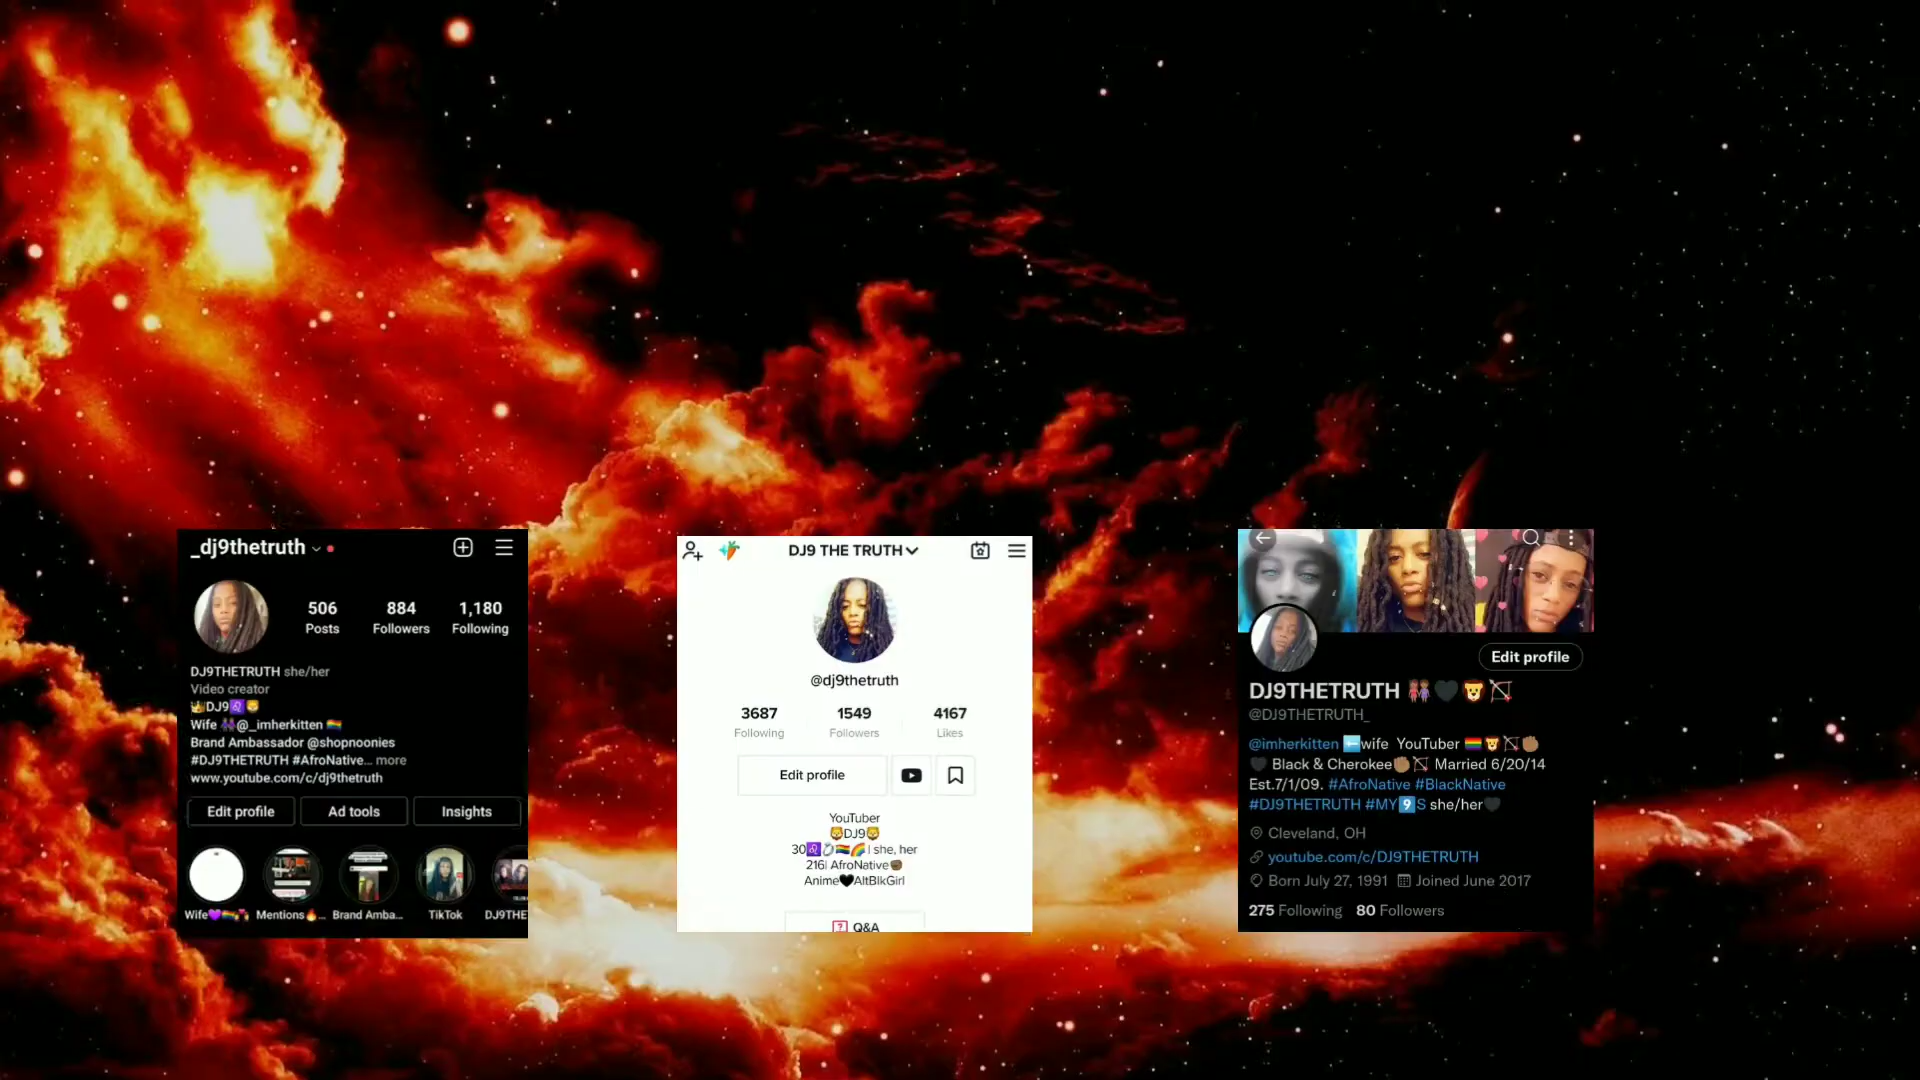 _dj9thetruth
506 884 1,180
Posts Followers Following
DJ9THETRUTH she/her
Video creator
👑DJ9♌🦁
Wife 👭@_imherkitten 🏳️‍🌈
Brand Ambassador @shopnoonies
#DJ9THETRUTH #AfroNative... more
www.youtube.com/c/dj9thetruth
Edit profile Ad tools Insights
Wife💜🏳️‍🌈 Mentions🔥... Brand Amba... TikTok DJ9THE
DJ9 THE TRUTH
@dj9thetruth
3687 1549 4167
Following Followers Likes
Edit profile
YouTuber
🦁DJ9🦁
30♌💍🏳️‍🌈🌈| she, her
216| AfroNative✊🏿
Anime🖤AltBlkGirl
Q&A
Edit profile
DJ9THETRUTH 👭🖤🦁🏹
@DJ9THETRUTH_
@imherkitten ⬅️wife YouTuber 🏳️‍🌈🦁🏹✊🏽
🖤 Black & Cherokee✊🏽🏹 Married 6/20/14
Est.7/1/09. #AfroNative #BlackNative
#DJ9THETRUTH #MY9️⃣S she/her🖤
Cleveland, OH
youtube.com/c/DJ9THETRUTH
Born July 27, 1991 Joined June 2017
275 Following 80 Followers